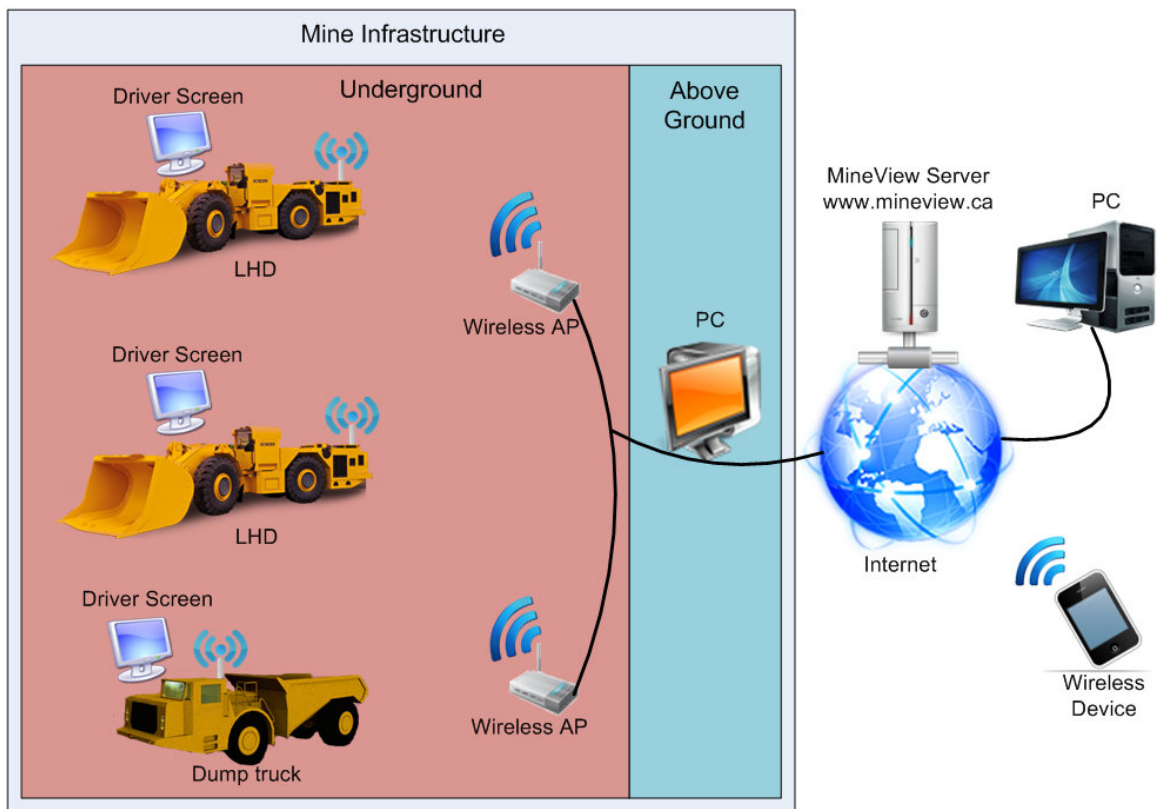 Mine Infrastructure
Underground
Above
Ground
Driver Screen
LHD
Wireless AP
Driver Screen
LHD
Driver Screen
Dump truck
Wireless AP
PC
MineView Server
www.mineview.ca
PC
Internet
Wireless
Device